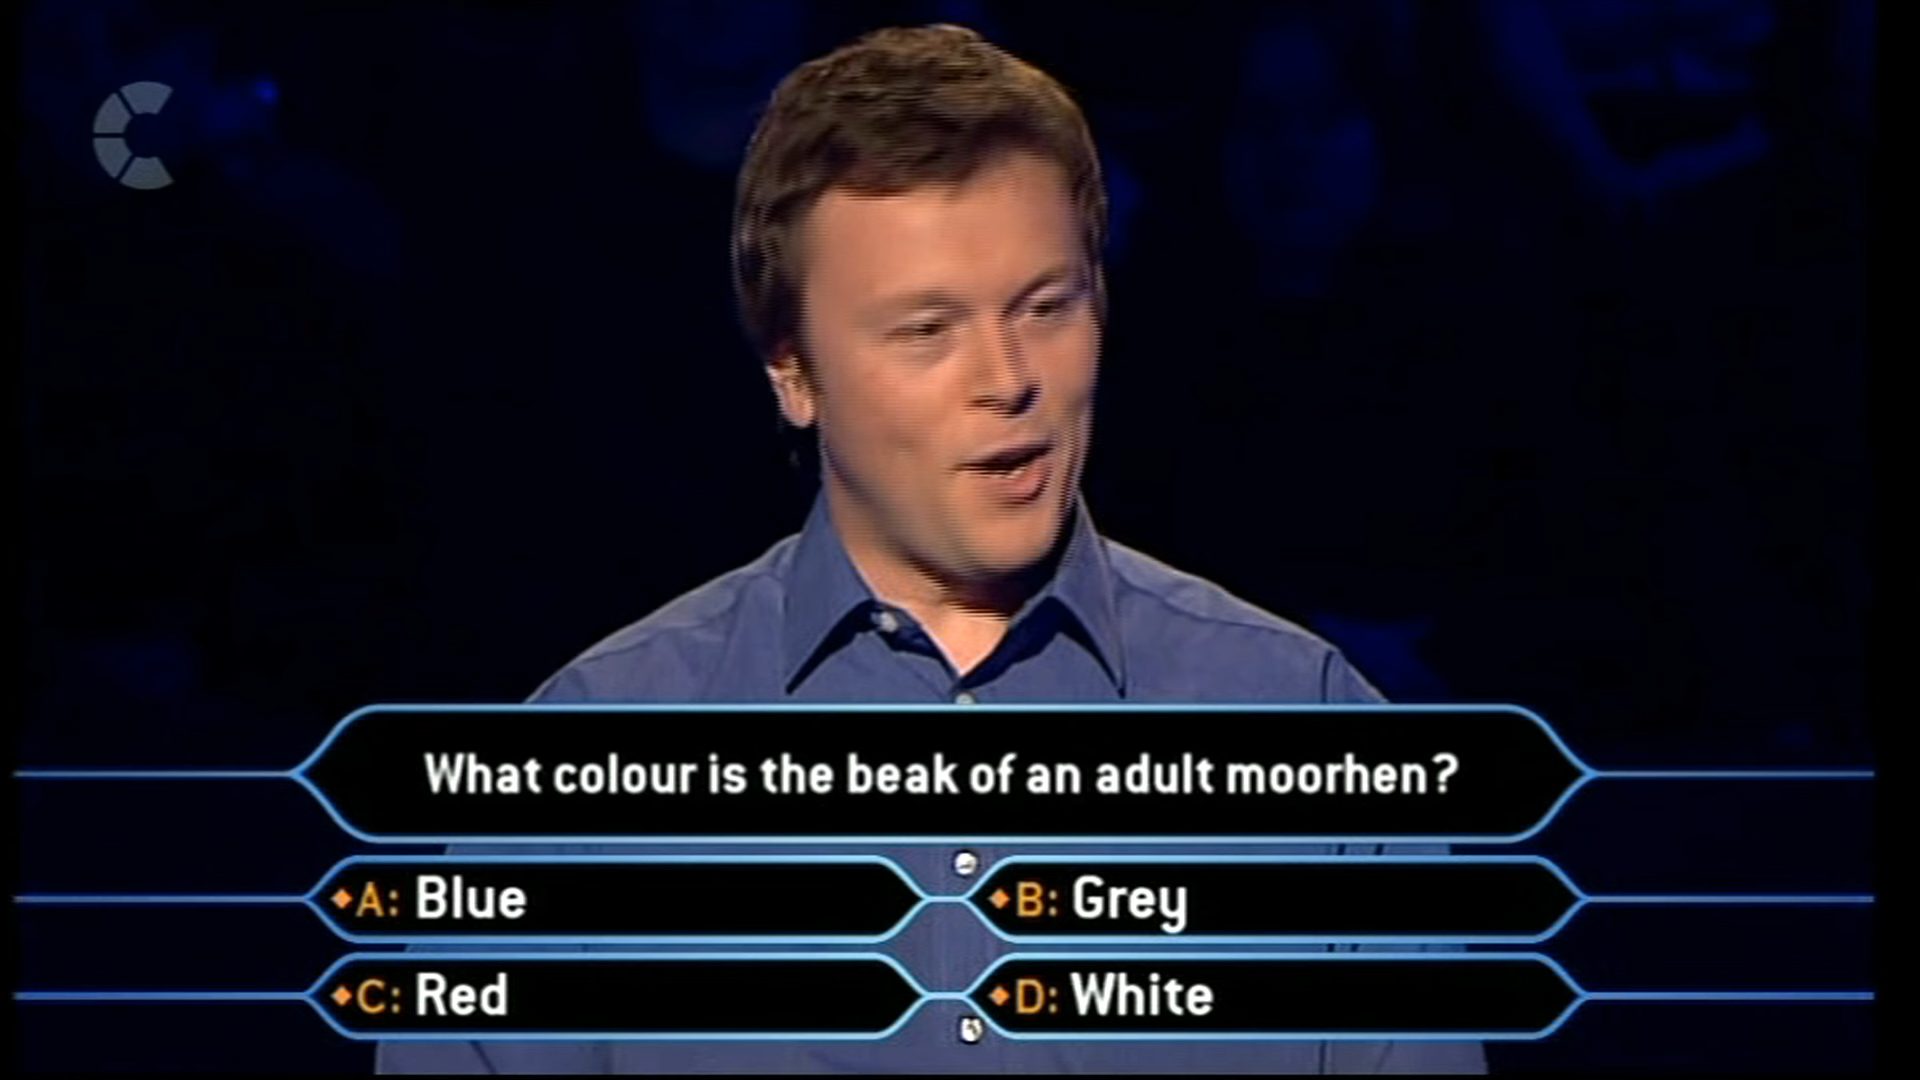 What colour is the beak of an adult moorhen?
A: Blue
B: Grey
C: Red
D: White